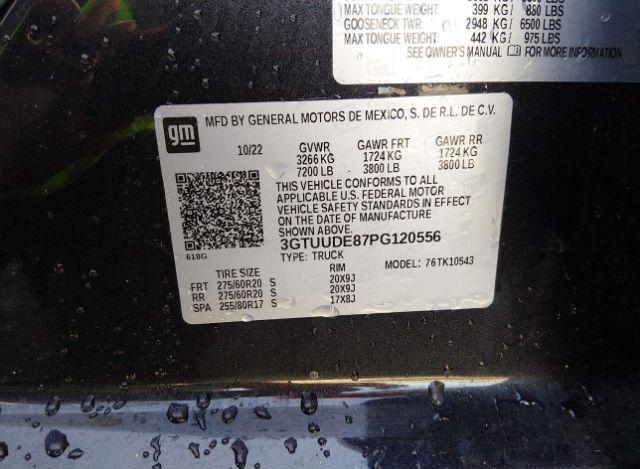 MAX TONGUE WEIGHT: 399 KG / 880 LBS
GOOSENECK TWR: 2948 KG / 6500 LBS
MAX TONGUE WEIGHT: 442 KG / 975 LBS
SEE OWNER'S MANUAL FOR MORE INFORMATION
gm
MFD BY GENERAL MOTORS DE MEXICO, S. DE R.L. DE C.V.
10/22 GVWR GAWR FRT GAWR RR
3266 KG 1724 KG 1724 KG
7200 LB 3800 LB 3800 LB
THIS VEHICLE CONFORMS TO ALL
APPLICABLE U.S. FEDERAL MOTOR
VEHICLE SAFETY STANDARDS IN EFFECT
ON THE DATE OF MANUFACTURE
SHOWN ABOVE.
3GTUUDE87PG120556
618G
TYPE: TRUCK MODEL: 76TK10543
TIRE SIZE RIM
FRT 275/60R20 S 20X9J
RR 275/60R20 S 20X9J
SPA 255/80R17 S 17X8J